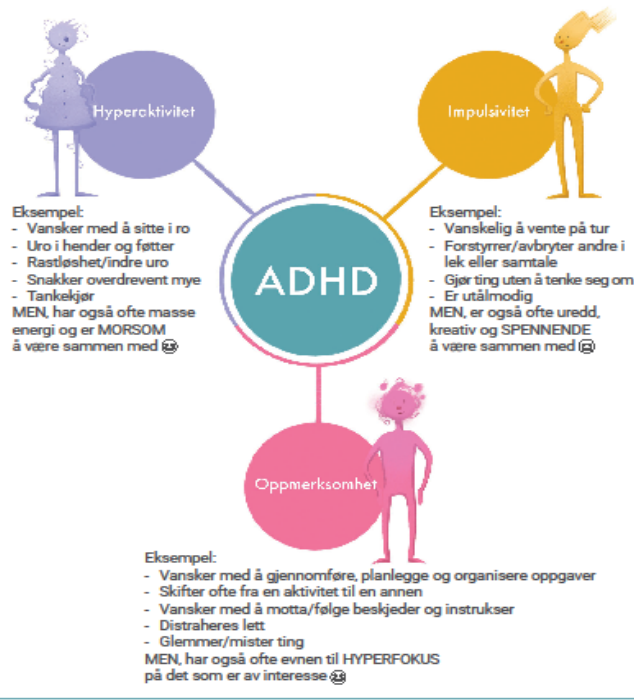 Hyperaktivitet
Impulsivitet
Eksempel:
- Vansker med å sitte i ro
- Uro i hender og føtter
- Rastløshet/indre uro
- Snakker overdrevent mye
- Tankekjør
MEN, har også ofte masse
energi og er MORSOM
å være sammen med
Eksempel:
- Vanskelig å vente på tur
- Forstyrrer/avbryter andre i
lek eller samtale
- Gjør ting uten å tenke seg om
- Er utålmodig
MEN, er også ofte uredd,
kreativ og SPENNENDE
å være sammen med
ADHD
Oppmerksomhet
Eksempel:
- Vansker med å gjennomføre, planlegge og organisere oppgaver
- Skifter ofte fra en aktivitet til en annen
- Vansker med å motta/følge beskjeder og instrukser
- Distraheres lett
- Glemmer/mister ting
MEN, har også ofte evnen til HYPERFOKUS
på det som er av interesse